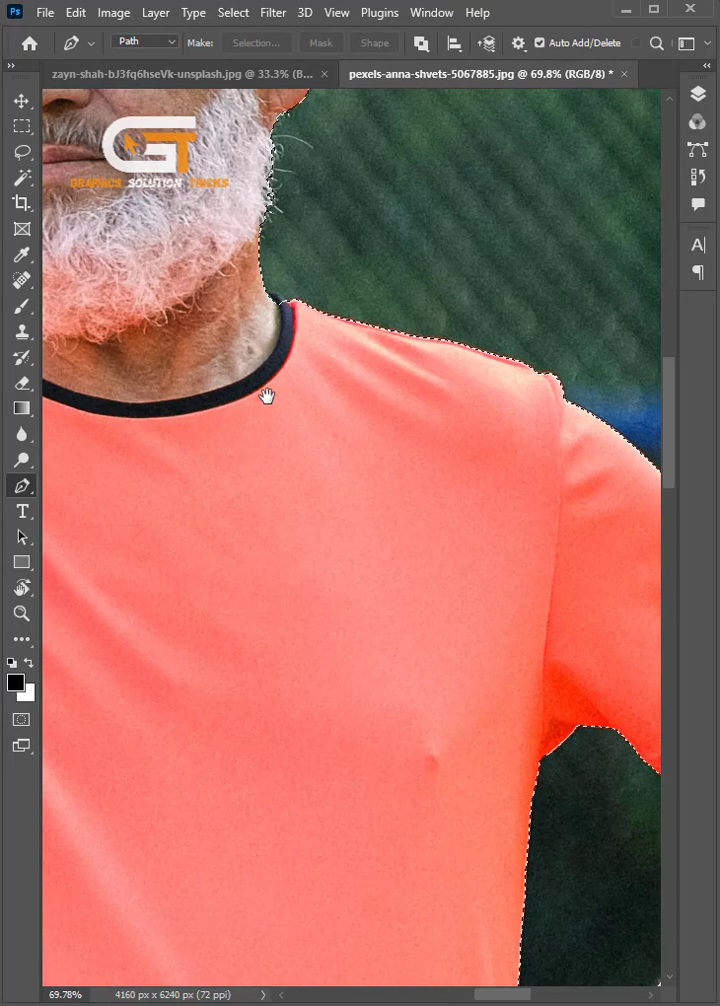 Ps File Edit Image Layer Type Select Filter 3D View Plugins Window Help
Path Make: Selection... Mask Shape Auto Add/Delete
zayn-shah-bJ3fq6hseVk-unsplash.jpg @ 33.3% (B... × pexels-anna-shvets-5067885.jpg @ 69.8% (RGB/8) * ×
GT
GRAPHICS SOLUTION TRICKS
T
A
69.78% 4160 px x 6240 px (72 ppi)